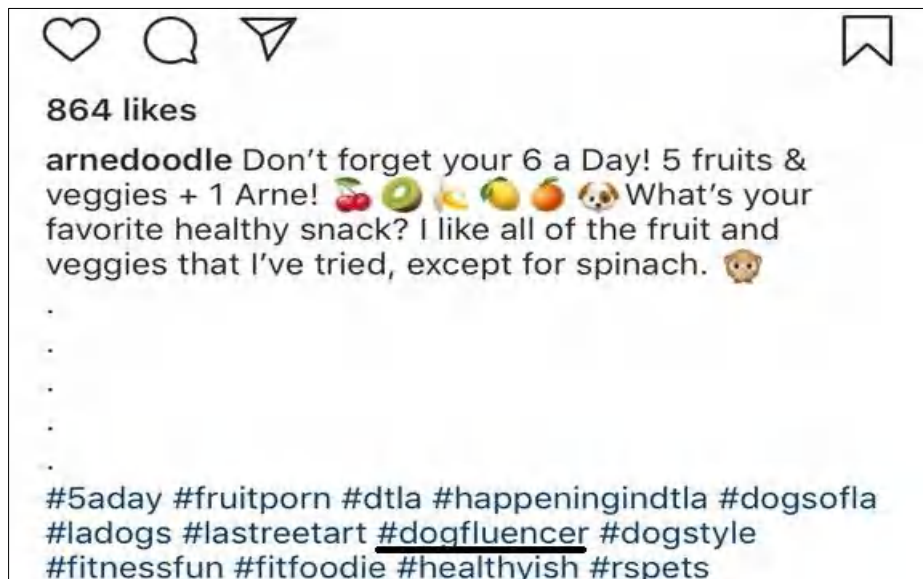 864 likes
arnedoodle Don't forget your 6 a Day! 5 fruits &
veggies + 1 Arne! 🍒🥝🍌🍋🍊🐶 What's your
favorite healthy snack? I like all of the fruit and
veggies that I've tried, except for spinach. 🙊
.
.
.
.
.
#5aday #fruitporn #dtla #happeningindtla #dogsofla
#ladogs #lastreetart #dogfluencer #dogstyle
#fitnessfun #fitfoodie #healthyish #rspets